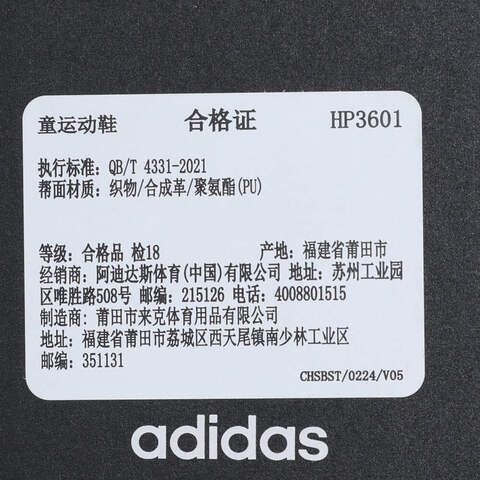 童运动鞋 合格证 HP3601
执行标准: QB/T 4331-2021
帮面材质: 织物/合成革/聚氨酯(PU)
等级: 合格品 检18 产地: 福建省莆田市
经销商: 阿迪达斯体育(中国)有限公司 地址: 苏州工业园
区唯胜路508号 邮编: 215126 电话: 4008801515
制造商: 莆田市来克体育用品有限公司
地址: 福建省莆田市荔城区西天尾镇南少林工业区
邮编: 351131
CHSBST/0224/V05
adidas